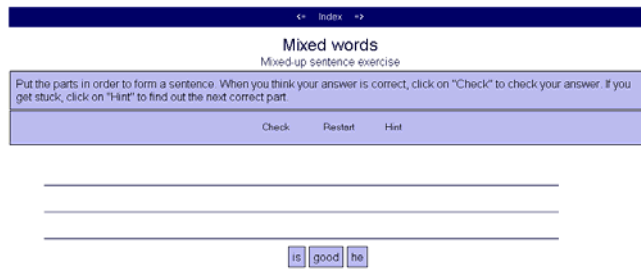 <= Index =>
Mixed words
Mixed-up sentence exercise
Put the parts in order to form a sentence. When you think your answer is correct, click on "Check" to check your answer. If you
get stuck, click on "Hint" to find out the next correct part.
Check Restart Hint
is good he